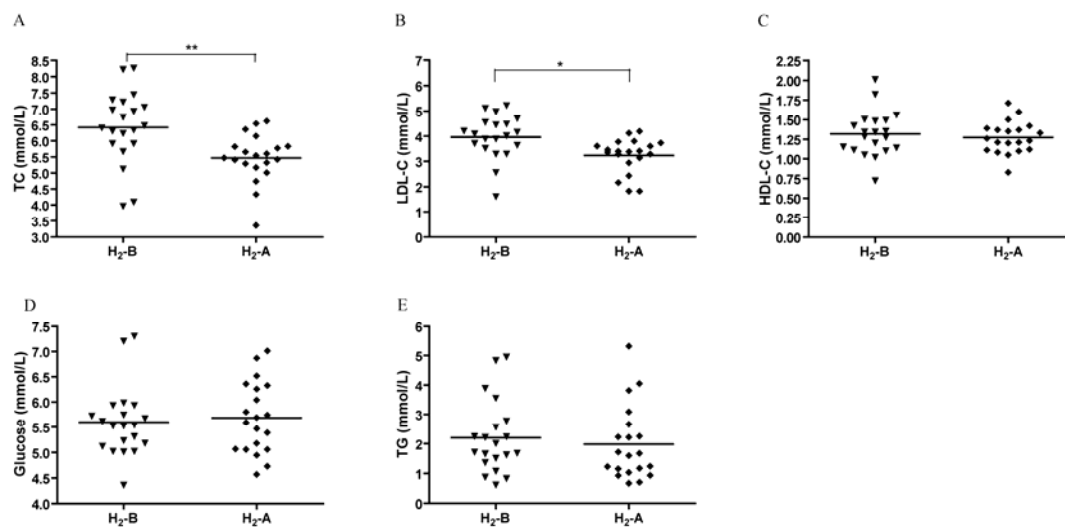 A
**
TC (mmol/L)
8.5
8.0
7.5
7.0
6.5
6.0
5.5
5.0
4.5
4.0
3.5
3.0
H₂-B
H₂-A
B
*
LDL-C (mmol/L)
7
6
5
4
3
2
1
0
H₂-B
H₂-A
C
HDL-C (mmol/L)
2.25
2.00
1.75
1.50
1.25
1.00
0.75
0.50
0.25
0.00
H₂-B
H₂-A
D
Glucose (mmol/L)
7.5
7.0
6.5
6.0
5.5
5.0
4.5
4.0
H₂-B
H₂-A
E
TG (mmol/L)
6
5
4
3
2
1
0
H₂-B
H₂-A